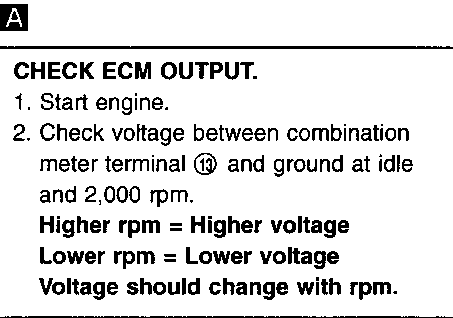 A
CHECK ECM OUTPUT.
1. Start engine.
2. Check voltage between combination
meter terminal ⑬ and ground at idle
and 2,000 rpm.
Higher rpm = Higher voltage
Lower rpm = Lower voltage
Voltage should change with rpm.